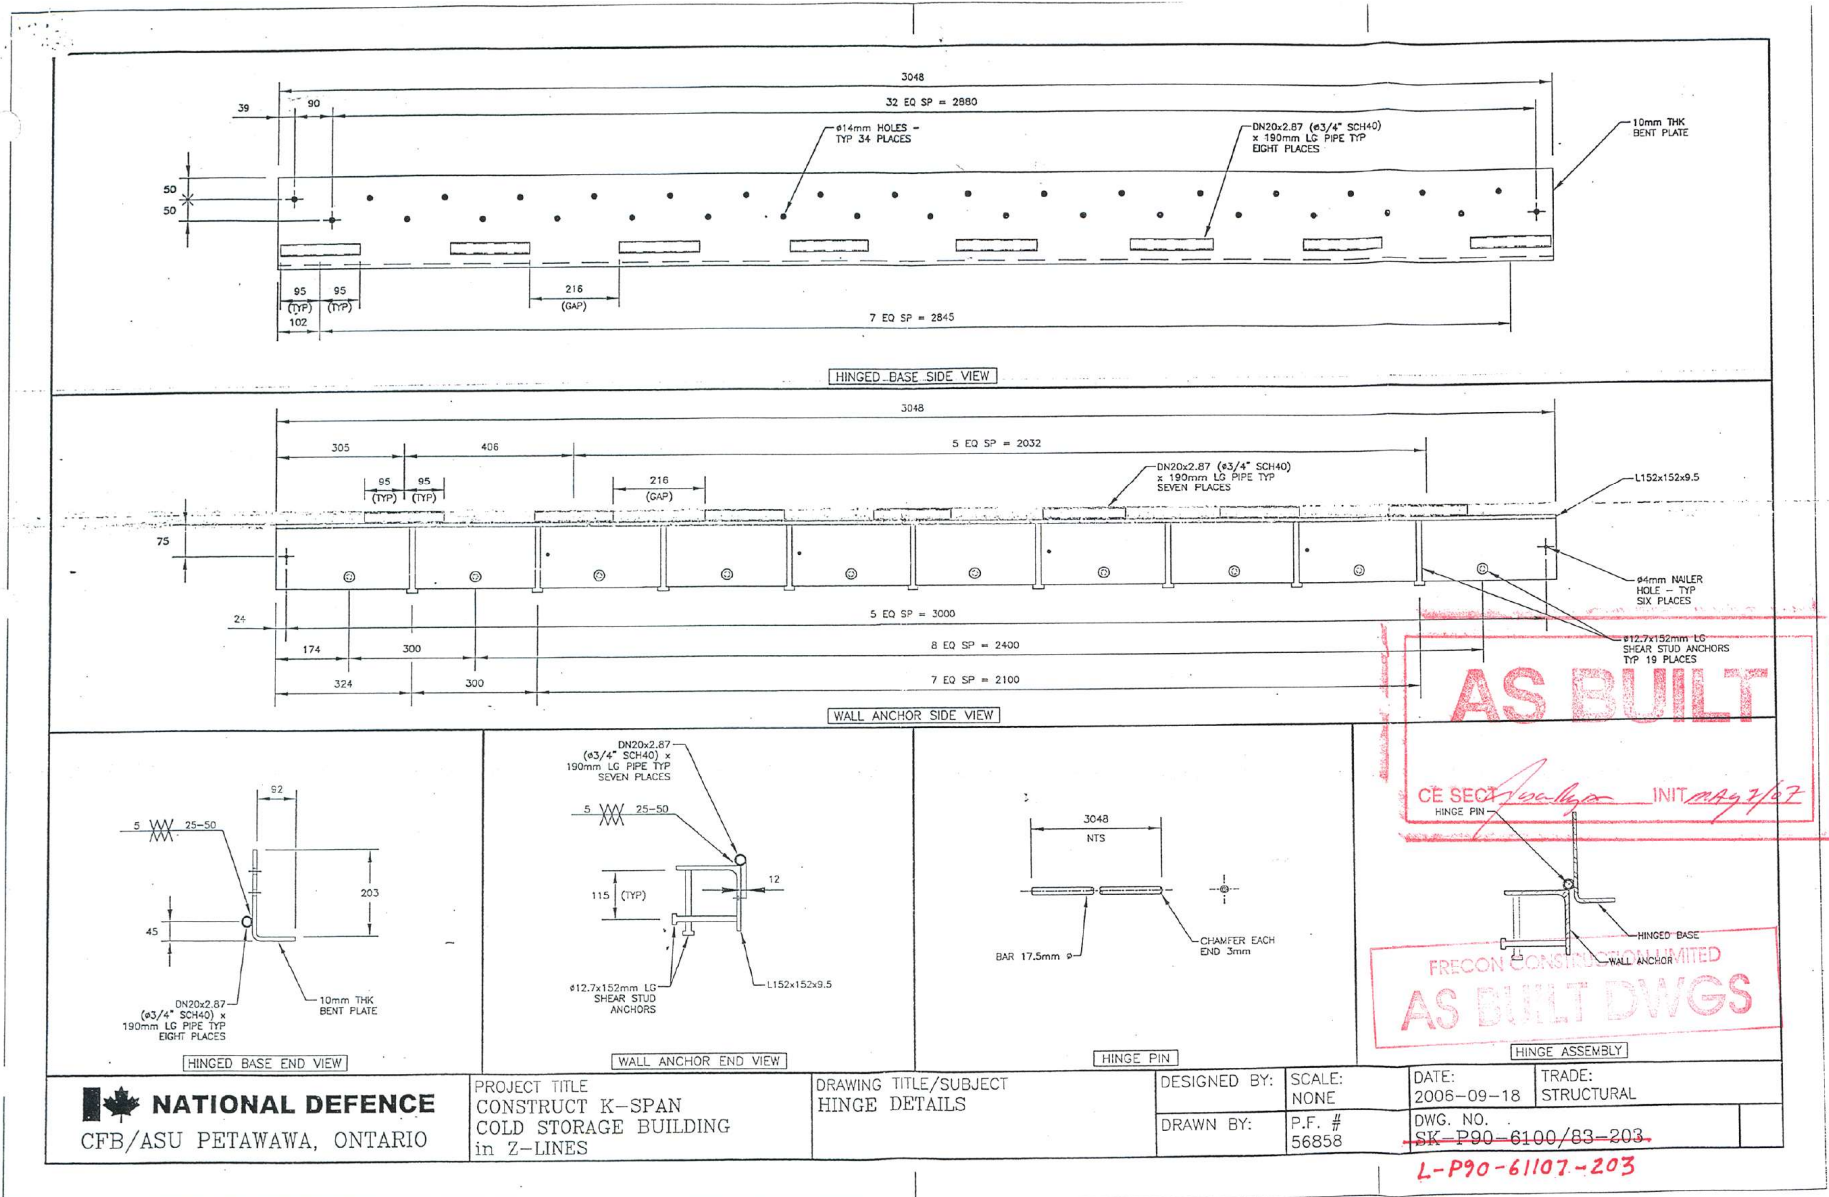 3048
39
90
32 EQ SP = 2880
ø14mm HOLES -
TYP 34 PLACES
DN20x2.87 (ø3/4" SCH40)
x 190mm LG PIPE TYP
EIGHT PLACES
10mm THK
BENT PLATE
50
50
95
(TYP)
95
(TYP)
102
216
(GAP)
7 EQ SP = 2845
HINGED BASE SIDE VIEW
3048
305
406
5 EQ SP = 2032
95
(TYP)
95
(TYP)
216
(GAP)
DN20x2.87 (ø3/4" SCH40)
x 190mm LG PIPE TYP
SEVEN PLACES
L152x152x9.5
75
ø4mm NAILER
HOLE - TYP
SIX PLACES
24
5 EQ SP = 3000
174
300
8 EQ SP = 2400
ø12.7x152mm LG
SHEAR STUD ANCHORS
TYP 19 PLACES
324
300
7 EQ SP = 2100
WALL ANCHOR SIDE VIEW
AS BUILT
CE SECT
INIT MAY 7/07
92
5
25-50
203
45
DN20x2.87
(ø3/4" SCH40) x
190mm LG PIPE TYP
EIGHT PLACES
10mm THK
BENT PLATE
HINGED BASE END VIEW
DN20x2.87
(ø3/4" SCH40) x
190mm LG PIPE TYP
SEVEN PLACES
5
25-50
12
115 (TYP)
ø12.7x152mm LG
SHEAR STUD
ANCHORS
L152x152x9.5
WALL ANCHOR END VIEW
3048
NTS
BAR 17.5mm ø
CHAMFER EACH
END 3mm
HINGE PIN
HINGE PIN
HINGED BASE
WALL ANCHOR
FRECON CONSTRUCTION LIMITED
AS BUILT DWGS
HINGE ASSEMBLY
NATIONAL DEFENCE
CFB/ASU PETAWAWA, ONTARIO
PROJECT TITLE
CONSTRUCT K-SPAN
COLD STORAGE BUILDING
in Z-LINES
DRAWING TITLE/SUBJECT
HINGE DETAILS
DESIGNED BY:
DRAWN BY:
SCALE:
NONE
P.F. #
56858
DATE:
2006-09-18
TRADE:
STRUCTURAL
DWG. NO.
SK-P90-6100/83-203
L-P90-61107-203